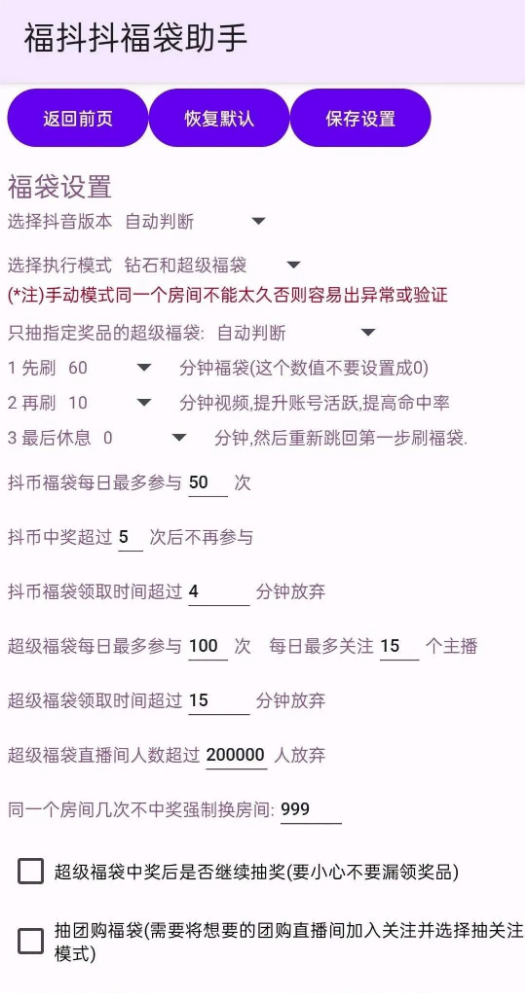 福抖抖福袋助手
返回前页 恢复默认 保存设置
福袋设置
选择抖音版本 自动判断
选择执行模式 钻石和超级福袋
(*注)手动模式同一个房间不能太久否则容易出异常或验证
只抽指定奖品的超级福袋: 自动判断
1 先刷 60 分钟福袋(这个数值不要设置成0)
2 再刷 10 分钟视频,提升账号活跃,提高命中率
3 最后休息 0 分钟,然后重新跳回第一步刷福袋.
抖币福袋每日最多参与 50 次
抖币中奖超过 5 次后不再参与
抖币福袋领取时间超过 4 分钟放弃
超级福袋每日最多参与 100 次 每日最多关注 15 个主播
超级福袋领取时间超过 15 分钟放弃
超级福袋直播间人数超过 200000 人放弃
同一个房间几次不中奖强制换房间: 999
超级福袋中奖后是否继续抽奖(要小心不要漏领奖品)
抽团购福袋(需要将想要的团购直播间加入关注并选择抽关注
模式)